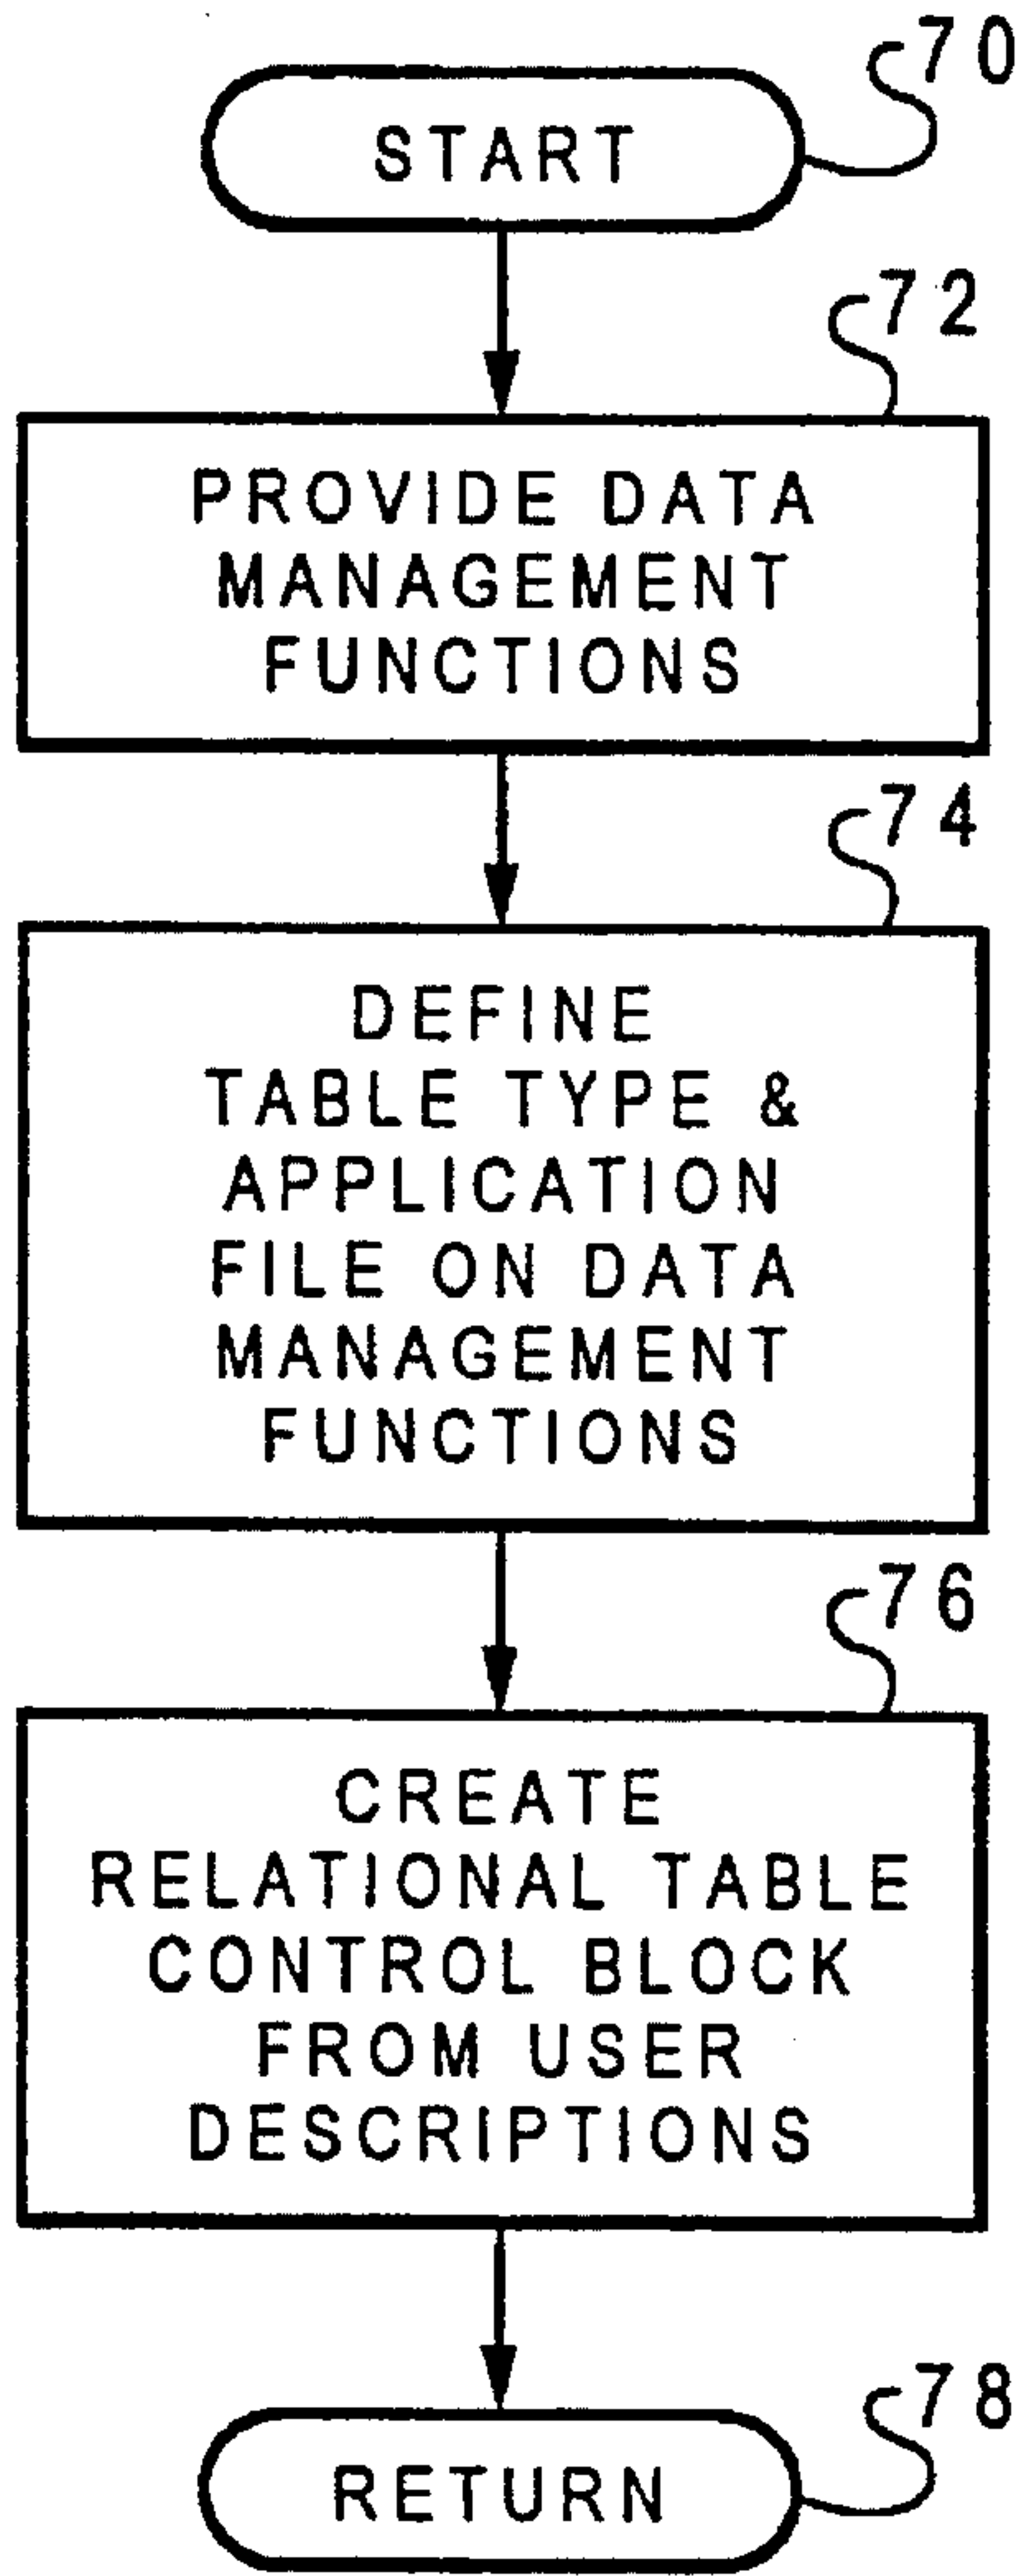 70
START
72
PROVIDE DATA
MANAGEMENT
FUNCTIONS
74
DEFINE
TABLE TYPE &
APPLICATION
FILE ON DATA
MANAGEMENT
FUNCTIONS
76
CREATE
RELATIONAL TABLE
CONTROL BLOCK
FROM USER
DESCRIPTIONS
78
RETURN